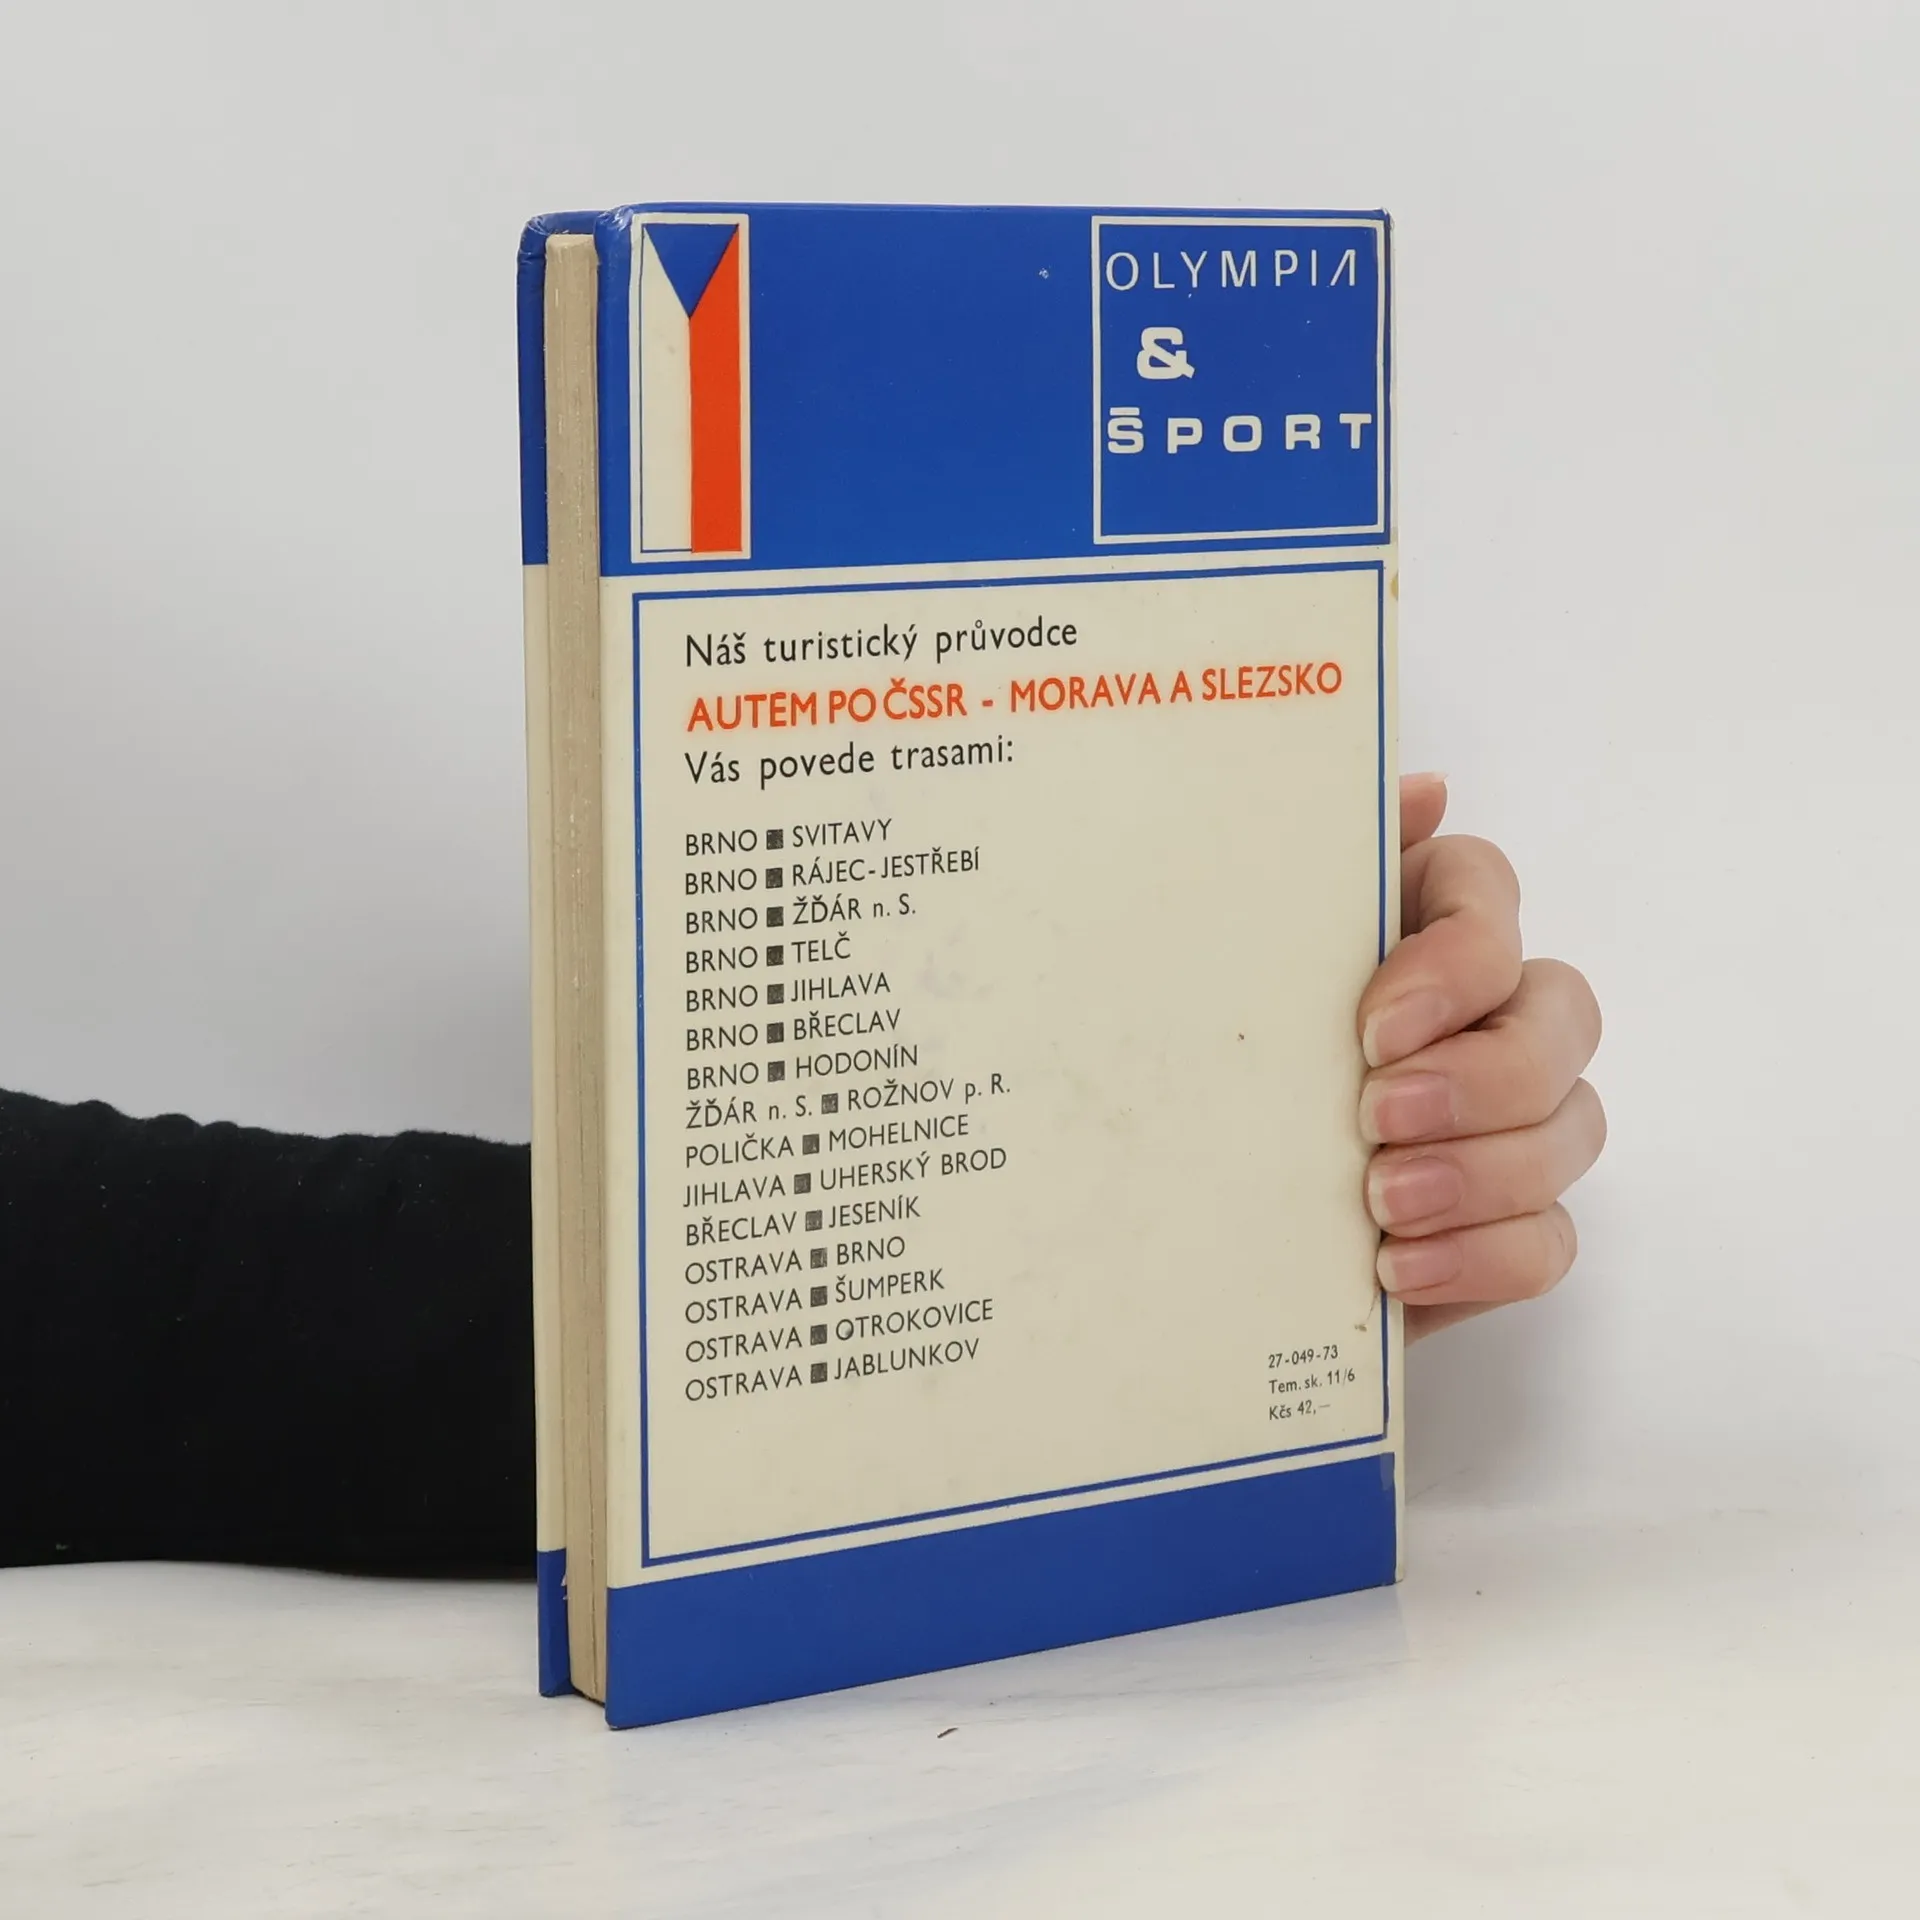 OLYMPIA
&
ŠPORT
Náš turistický průvodce
AUTEM PO ČSSR - MORAVA A SLEZSKO
Vás povede trasami:
BRNO ■ SVITAVY
BRNO ■ RÁJEC-JESTŘEBÍ
BRNO ■ ŽĎÁR n. S.
BRNO ■ TELČ
BRNO ■ JIHLAVA
BRNO ■ BŘECLAV
BRNO ■ HODONÍN
ŽĎÁR n. S. ■ ROŽNOV p. R.
POLIČKA ■ MOHELNICE
JIHLAVA ■ UHERSKÝ BROD
BŘECLAV ■ JESENÍK
OSTRAVA ■ BRNO
OSTRAVA ■ ŠUMPERK
OSTRAVA ■ OTROKOVICE
OSTRAVA ■ JABLUNKOV
27-049-73
Tem. sk. 11/6
Kčs 42,—